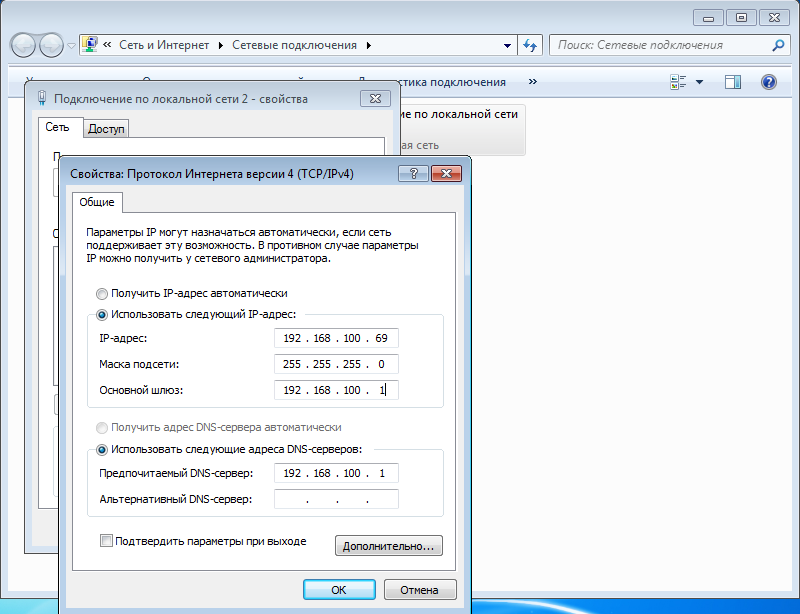 « Сеть и Интернет ▸ Сетевые подключения ▸
Поиск: Сетевые подключения
подключения »
Подключение по локальной сети 2 - свойства
по локальной сети
сеть
Сеть
Доступ
Свойства: Протокол Интернета версии 4 (TCP/IPv4)
Общие
Параметры IP могут назначаться автоматически, если сеть
поддерживает эту возможность. В противном случае параметры
IP можно получить у сетевого администратора.
Получить IP-адрес автоматически
Использовать следующий IP-адрес:
IP-адрес: 192 . 168 . 100 . 69
Маска подсети: 255 . 255 . 255 . 0
Основной шлюз: 192 . 168 . 100 . 1
Получить адрес DNS-сервера автоматически
Использовать следующие адреса DNS-серверов:
Предпочитаемый DNS-сервер: 192 . 168 . 100 . 1
Альтернативный DNS-сервер: . . .
Подтвердить параметры при выходе
Дополнительно...
OK
Отмена